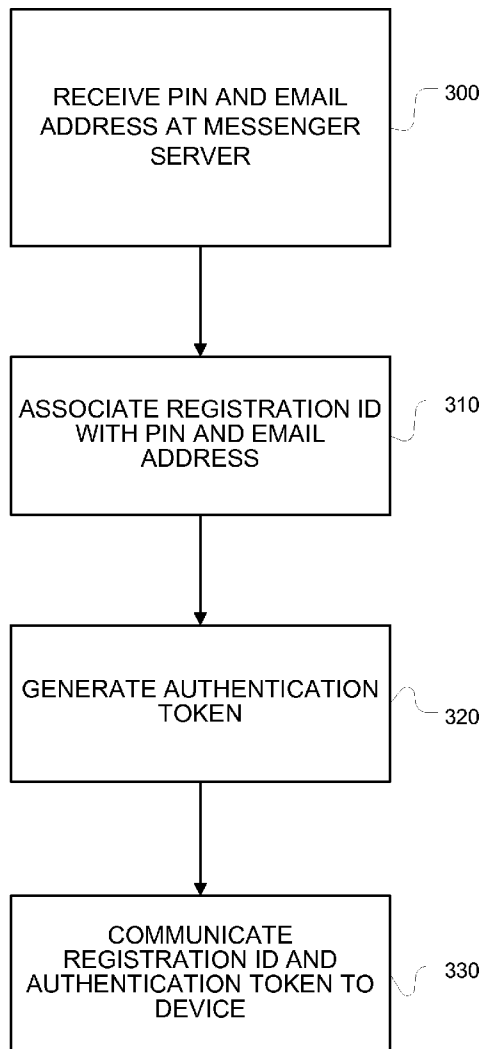 RECEIVE PIN AND EMAIL
ADDRESS AT MESSENGER
SERVER
300
ASSOCIATE REGISTRATION ID
WITH PIN AND EMAIL
ADDRESS
310
GENERATE AUTHENTICATION
TOKEN
320
COMMUNICATE
REGISTRATION ID AND
AUTHENTICATION TOKEN TO
DEVICE
330